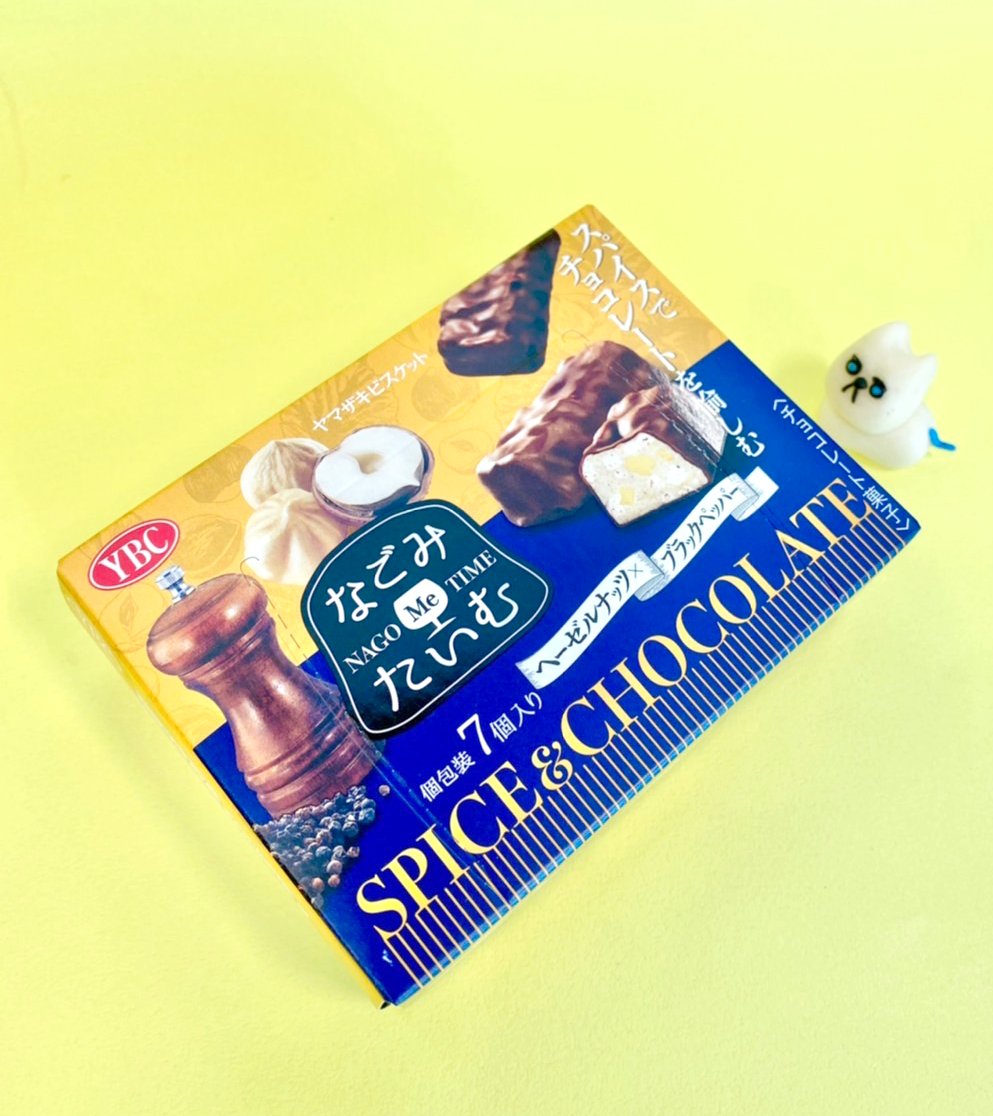 スパイスで
チョコレートを愉しむ
ヤマザキビスケット
YBC
なごみ
NAGO Me TIME
たいむ
ヘーゼルナッツ×ブラックペッパー
〈チョコレート菓子〉
個包装7個入り
SPICE&CHOCOLATE